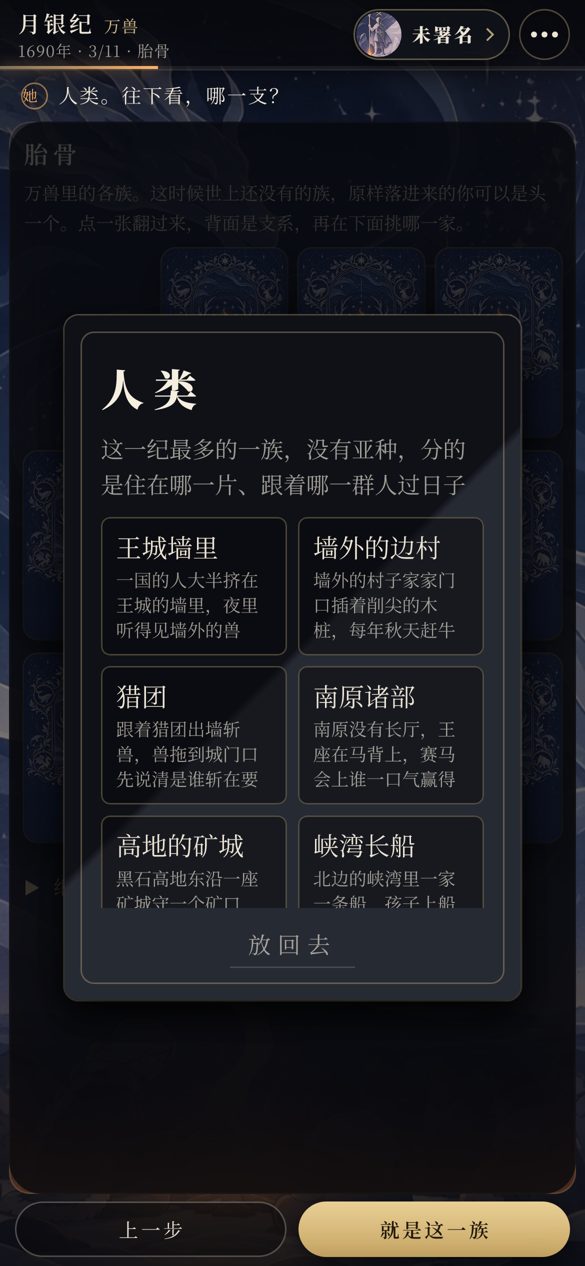 月银纪 万兽
1690年 · 3/11 · 胎骨
未署名
她 人类。往下看，哪一支？
胎骨
万兽里的各族。这时候世上还没有的族，原样落进来的你可以是头
一个。点一张翻过来，背面是支系，再在下面挑哪一家。
人类
这一纪最多的一族，没有亚种，分的
是住在哪一片、跟着哪一群人过日子
王城墙里
一国的人大半挤在
王城的墙里，夜里
听得见墙外的兽
墙外的边村
墙外的村子家家门
口插着削尖的木
桩，每年秋天赶牛
猎团
跟着猎团出墙斩
兽，兽拖到城门口
先说清是谁斩在要
南原诸部
南原没有长厅，王
座在马背上，赛马
会上谁一口气赢得
高地的矿城
黑石高地东沿一座
矿城守一个矿口
峡湾长船
北边的峡湾里一家
一条船，孩子上船
放回去
上一步
就是这一族